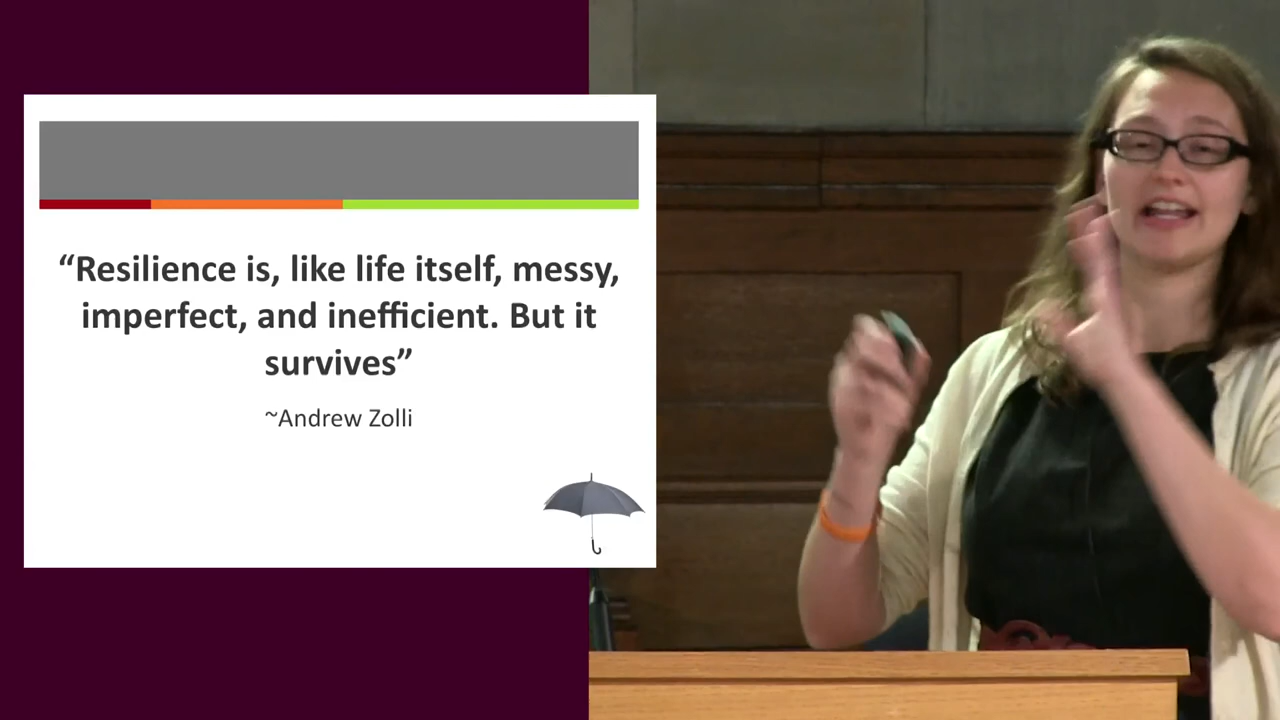 “Resilience is, like life itself, messy,
imperfect, and inefficient. But it
survives”
~Andrew Zolli